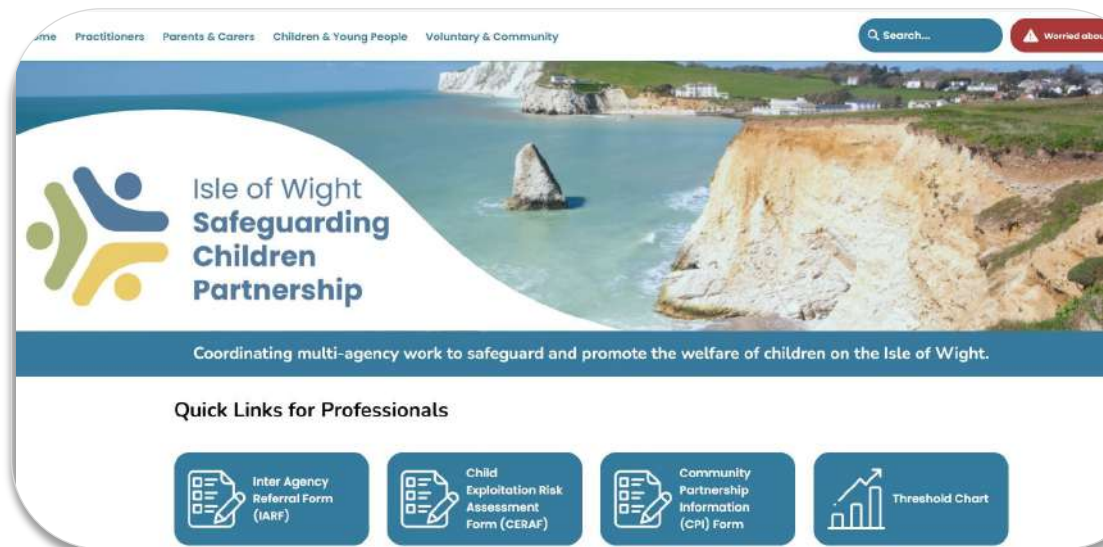 Practitioners
Parents & Carers
Children & Young People
Voluntary & Community
Search...
Worried
Isle of Wight
Safeguarding
Children
Partnership
Coordinating multi-agency work to safeguard and promote the welfare of children on the Isle of Wight.
Quick Links for Professionals
Inter Agency
Referral Form
(IARF)
Child
Exploitation Risk
Assessment
Form (CERAF)
Community
Partnership
Information
(CPI) Form
Threshold Chart